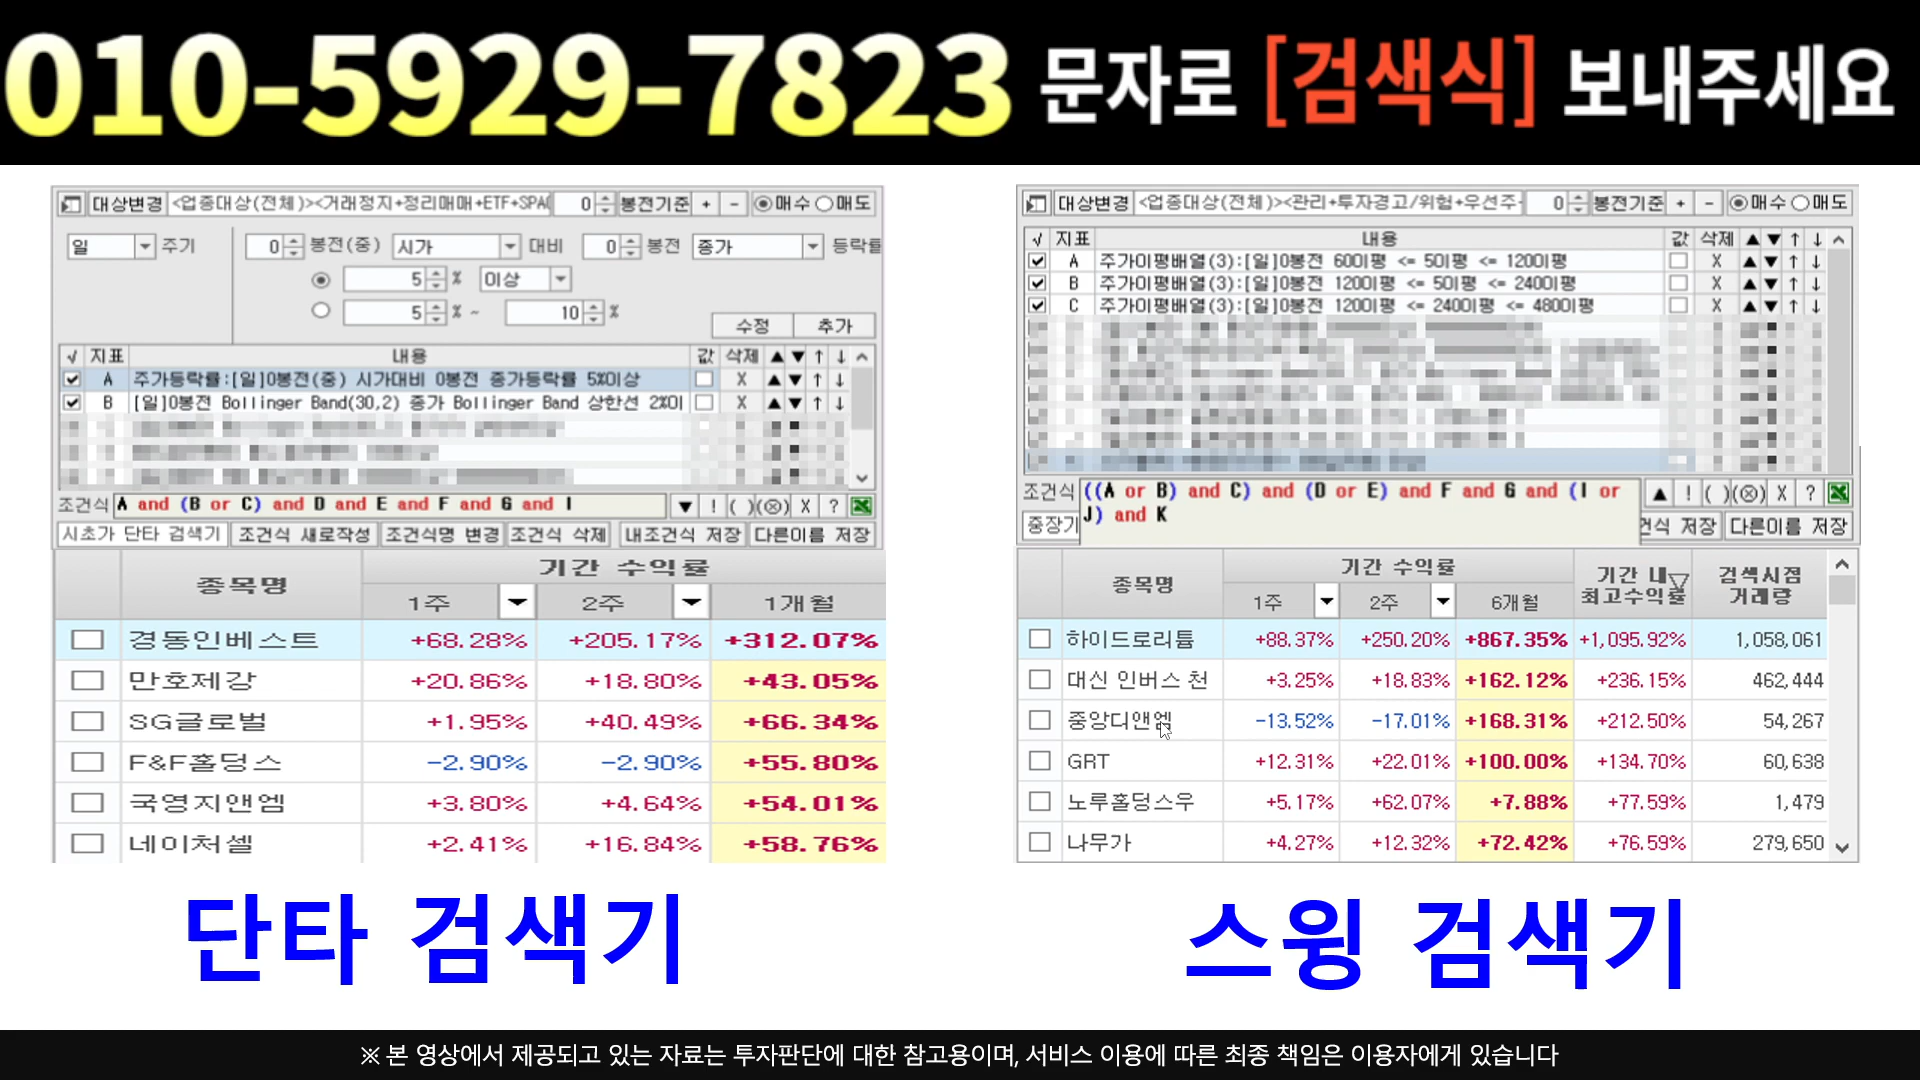 010-5929-7823 문자로 [검색식] 보내주세요
대상변경 <업종대상(전체)><거래정지+정리매매+ETF+SPA( 0 봉전기준 + - 매수 매도
일 주기 0 봉전(중) 시가 대비 0 봉전 종가 등락률
5 % 이상
5 % ~ 10 %
수정 추가
√ 지표 내용 값 삭제 ▲ ▼ ↑ ↓
A 주가등락률:[일]0봉전(중) 시가대비 0봉전 종가등락률 5%이상 X ▲ ▼ ↑ ↓
B [일]0봉전 Bollinger Band(30,2) 종가 Bollinger Band 상한선 2%이 X ▲ ▼ ↑ ↓
조건식 A and (B or C) and D and E and F and G and I ▼ ! ( )(⊗) X ?
시초가 단타 검색기 조건식 새로작성 조건식명 변경 조건식 삭제 내조건식 저장 다른이름 저장
종목명 기간 수익률
1주 2주 1개월
경동인베스트 +68.28% +205.17% +312.07%
만호제강 +20.86% +18.80% +43.05%
SG글로벌 +1.95% +40.49% +66.34%
F&F홀딩스 -2.90% -2.90% +55.80%
국영지앤엠 +3.80% +4.64% +54.01%
네이처셀 +2.41% +16.84% +58.76%
단타 검색기
대상변경 <업종대상(전체)><관리+투자경고/위험+우선주- 0 봉전기준 + - 매수 매도
√ 지표 내용 값 삭제 ▲ ▼ ↑ ↓
A 주가이평배열(3):[일]0봉전 60이평 <= 5이평 <= 120이평 X ▲ ▼ ↑ ↓
B 주가이평배열(3):[일]0봉전 120이평 <= 5이평 <= 240이평 X ▲ ▼ ↑ ↓
C 주가이평배열(3):[일]0봉전 120이평 <= 240이평 <= 480이평 X ▲ ▼ ↑ ↓
조건식 ((A or B) and C) and (D or E) and F and G and (I or ▲ ! ( )(⊗) X ?
J) and K
중장기 건식 저장 다른이름 저장
종목명 기간 수익률 기간 내 최고수익률 검색시점 거래량
1주 2주 6개월
하이드로리튬 +88.37% +250.20% +867.35% +1,095.92% 1,058,061
대신 인버스 천 +3.25% +18.83% +162.12% +236.15% 462,444
중앙디앤엠 -13.52% -17.01% +168.31% +212.50% 54,267
GRT +12.31% +22.01% +100.00% +134.70% 60,638
노루홀딩스우 +5.17% +62.07% +7.88% +77.59% 1,479
나무가 +4.27% +12.32% +72.42% +76.59% 279,650
스윙 검색기
※ 본 영상에서 제공되고 있는 자료는 투자판단에 대한 참고용이며, 서비스 이용에 따른 최종 책임은 이용자에게 있습니다